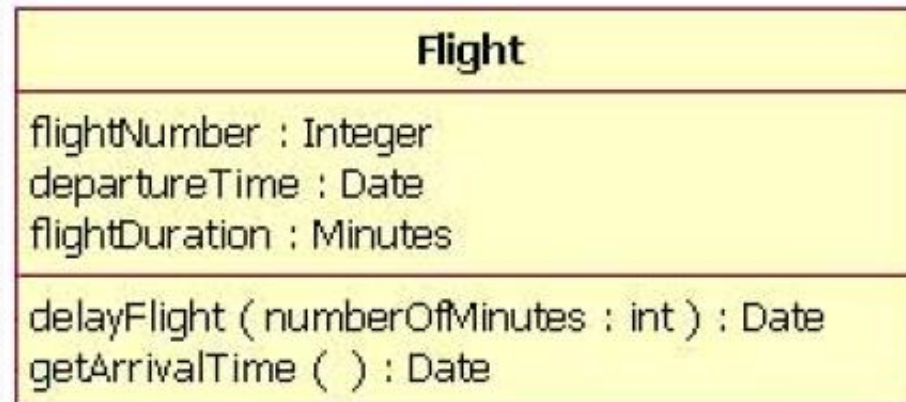 Flight
flightNumber : Integer
departureTime : Date
flightDuration : Minutes
delayFlight ( numberOfMinutes : int ) : Date
getArrivalTime ( ) : Date